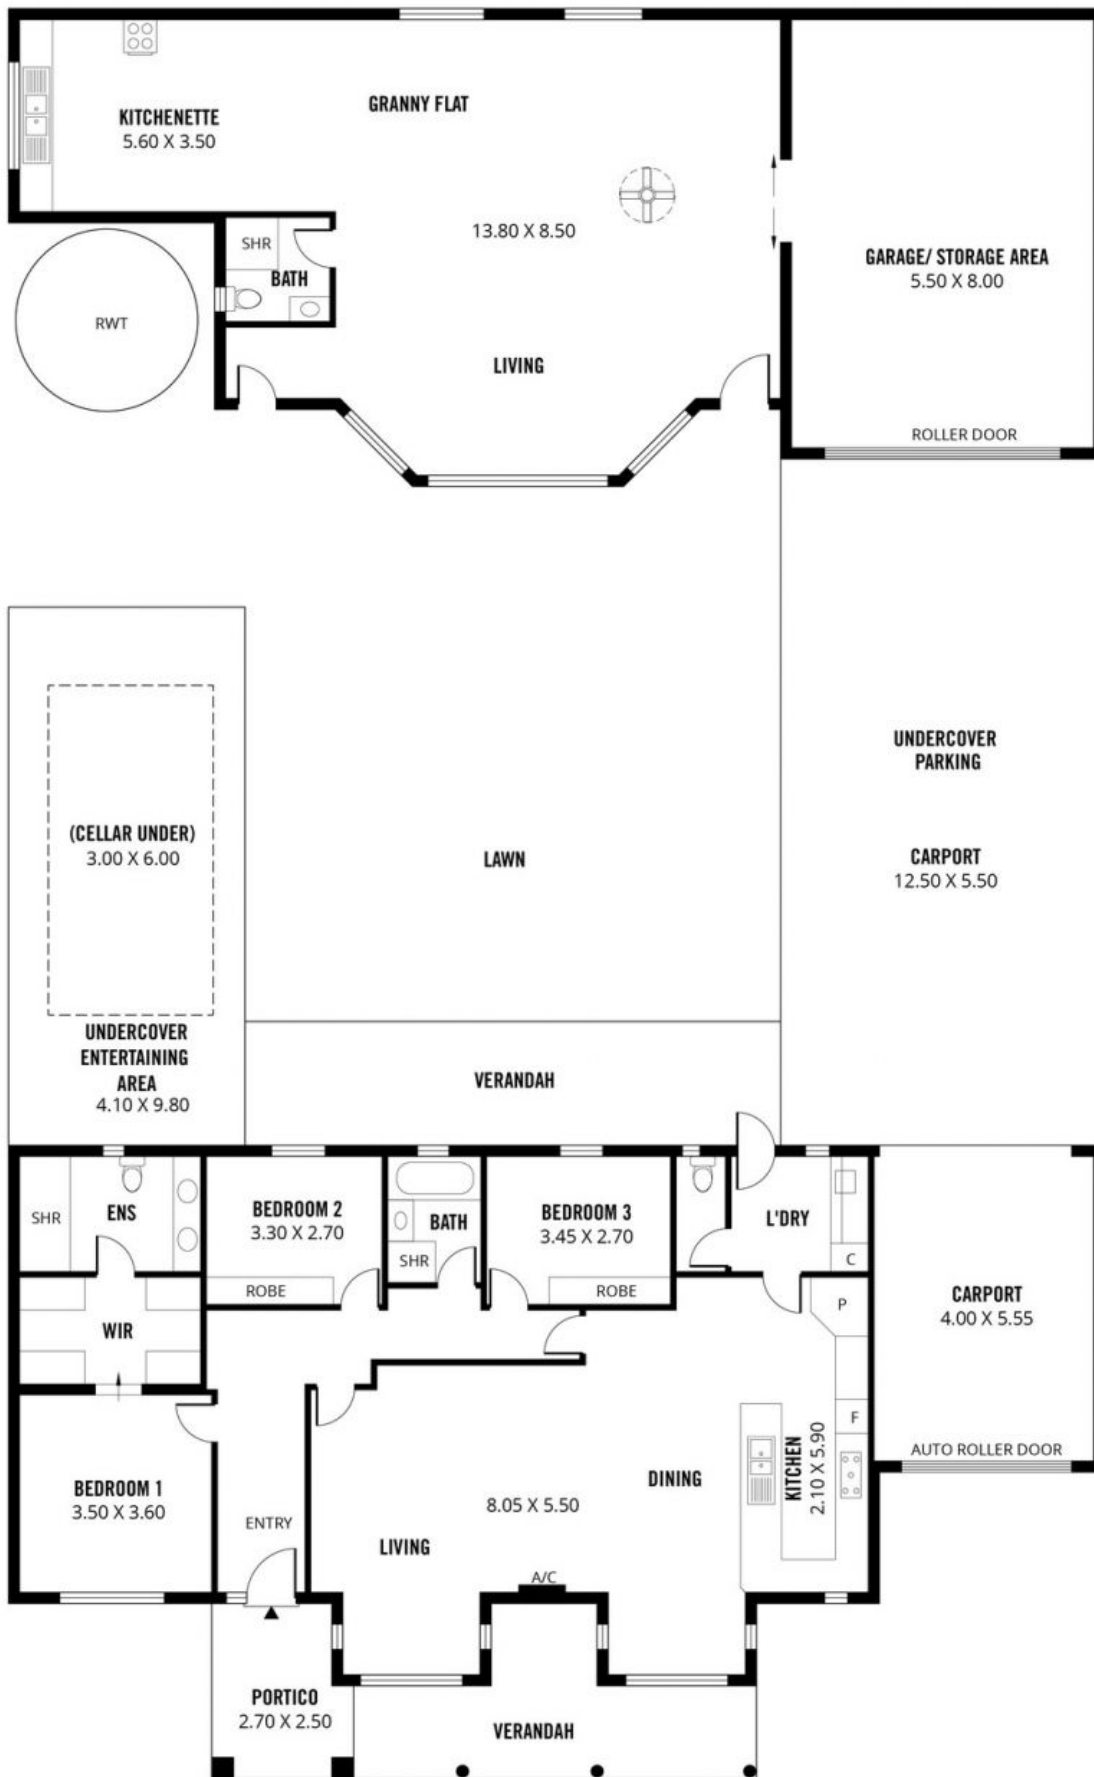 GRANNY FLAT
KITCHENETTE
5.60 X 3.50
13.80 X 8.50
SHR
BATH
GARAGE/ STORAGE AREA
5.50 X 8.00
RWT
LIVING
ROLLER DOOR
UNDERCOVER
PARKING
(CELLAR UNDER)
3.00 X 6.00
LAWN
CARPORT
12.50 X 5.50
UNDERCOVER
ENTERTAINING
AREA
4.10 X 9.80
VERANDAH
SHR
ENS
BEDROOM 2
3.30 X 2.70
ROBE
BATH
SHR
BEDROOM 3
3.45 X 2.70
ROBE
L'DRY
C
P
CARPORT
4.00 X 5.55
WIR
F
AUTO ROLLER DOOR
KITCHEN
2.10 X 5.90
BEDROOM 1
3.50 X 3.60
DINING
8.05 X 5.50
ENTRY
LIVING
A/C
PORTICO
2.70 X 2.50
VERANDAH